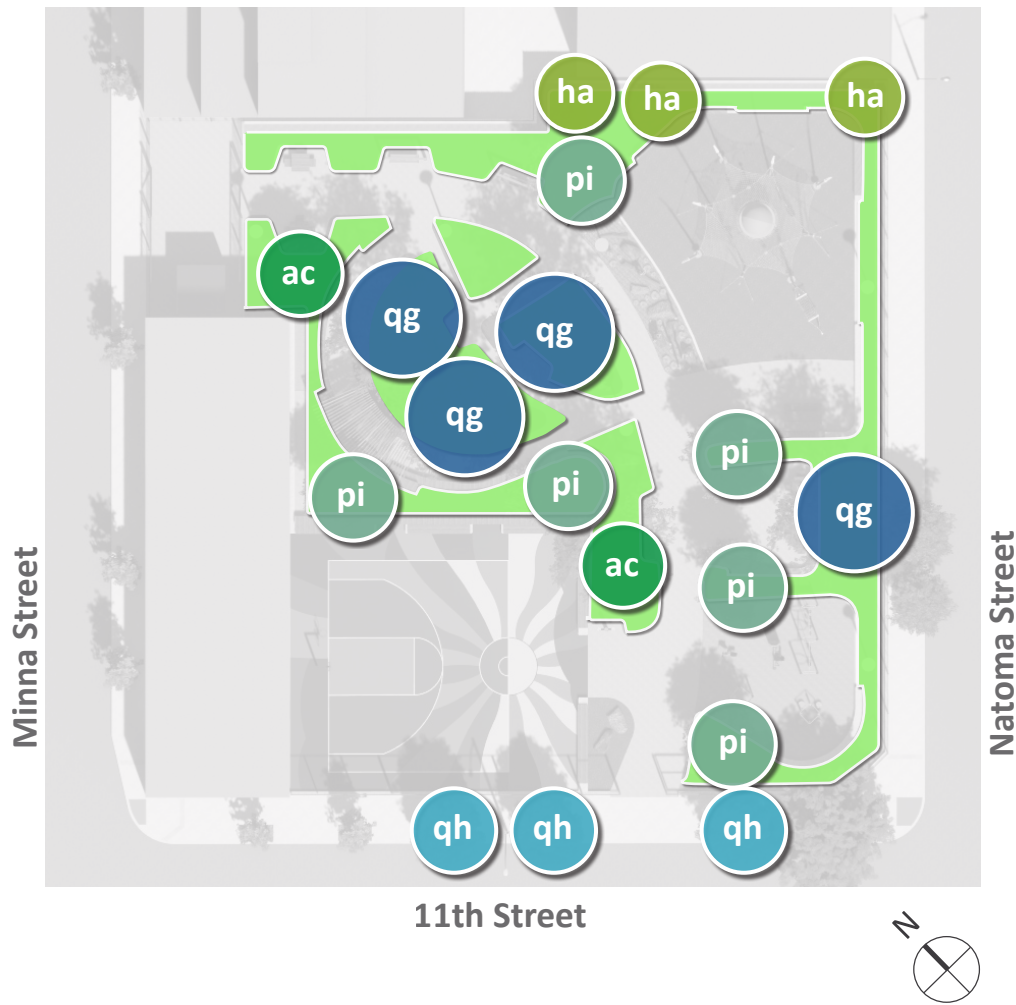 ha
ha
ha
pi
ac
qg
qg
qg
pi
pi
pi
qg
ac
pi
pi
qh
qh
qh
Minna Street
Natoma Street
11th Street
N